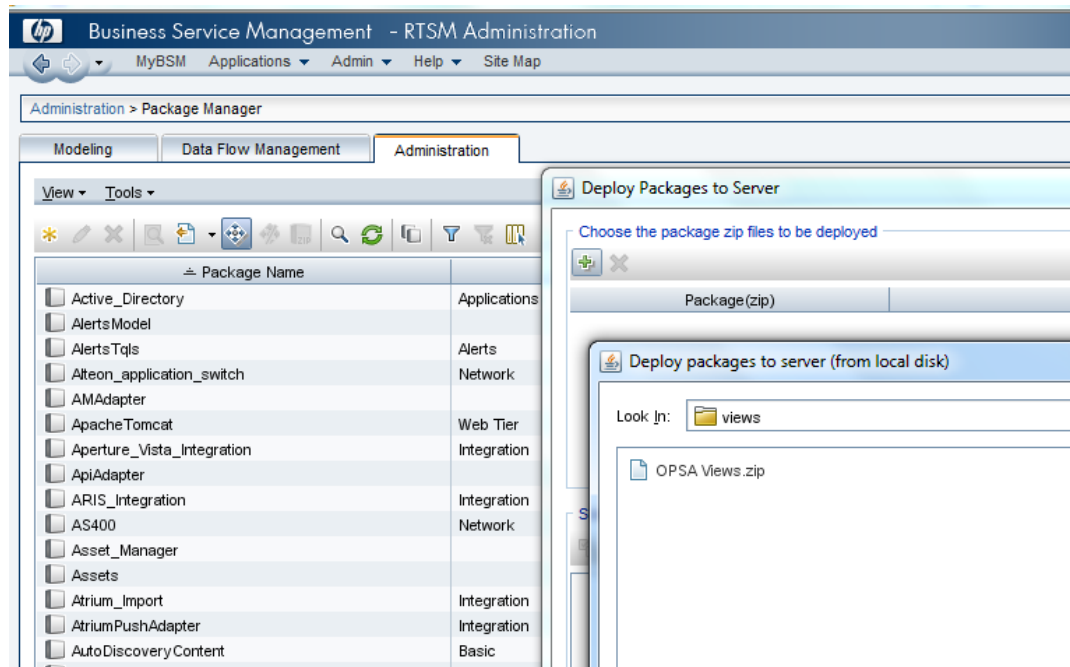 hp Business Service Management - RTSM Administration
MyBSM Applications Admin Help Site Map
Administration > Package Manager
Modeling Data Flow Management Administration
View Tools
Package Name
Active_Directory Applications
AlertsModel
AlertsTqls Alerts
Alteon_application_switch Network
AMAdapter
ApacheTomcat Web Tier
Aperture_Vista_Integration Integration
ApiAdapter
ARIS_Integration Integration
AS400 Network
Asset_Manager
Assets
Atrium_Import Integration
AtriumPushAdapter Integration
AutoDiscoveryContent Basic
Deploy Packages to Server
Choose the package zip files to be deployed
Package(zip)
Deploy packages to server (from local disk)
Look In: views
OPSA Views.zip